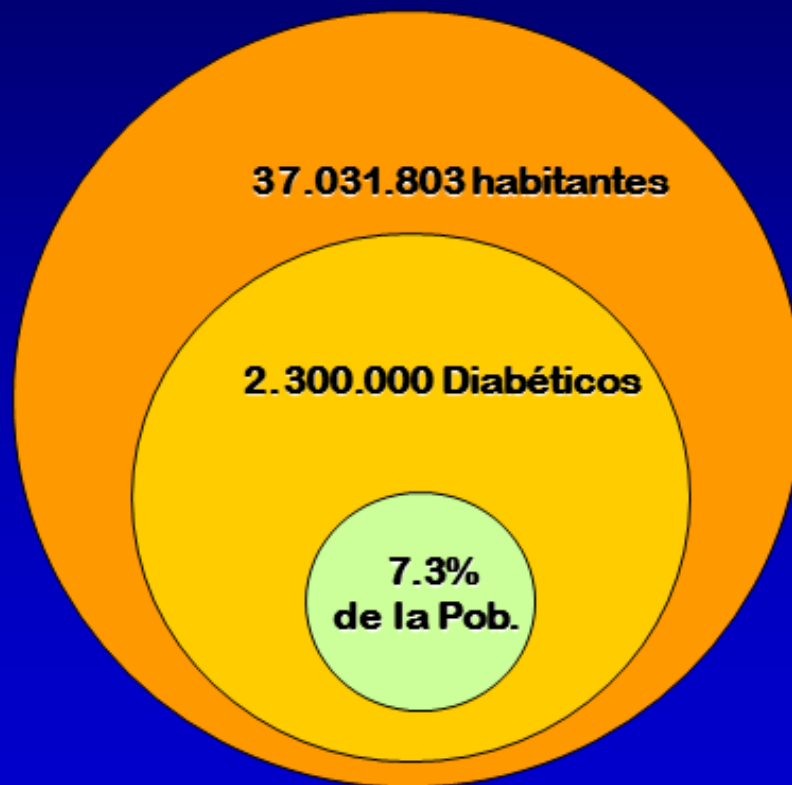 37.031.803 habitantes
2.300.000 Diabéticos
7.3%
de la Pob.